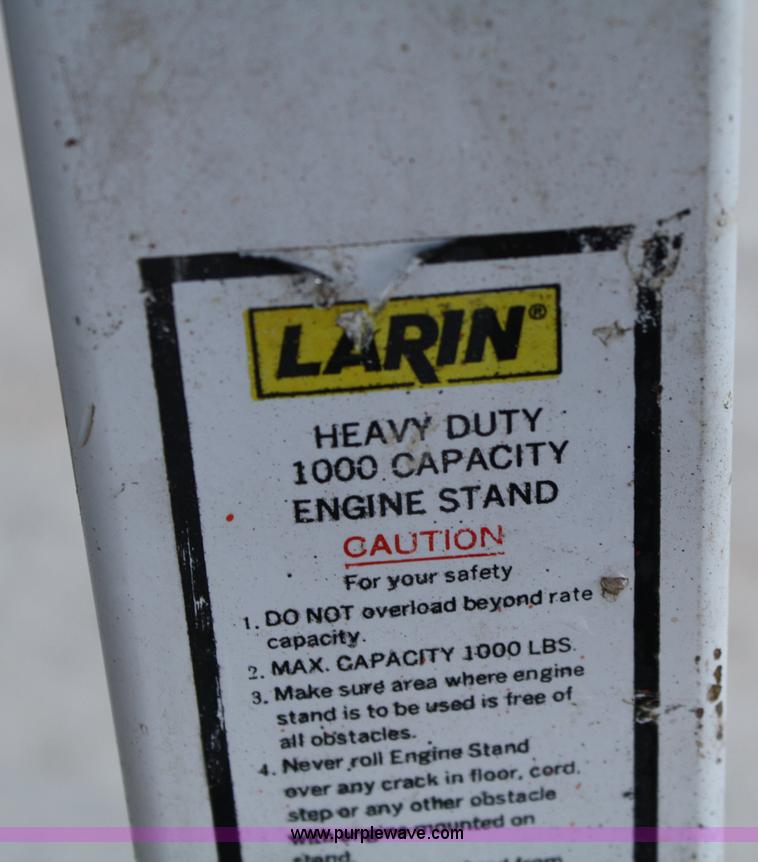 LARIN®
HEAVY DUTY
1000 CAPACITY
ENGINE STAND
CAUTION
For your safety
1. DO NOT overload beyond rate
capacity.
2. MAX. CAPACITY 1000 LBS.
3. Make sure area where engine
stand is to be used is free of
all obstacles.
4. Never roll Engine Stand
over any crack in floor, cord,
step or any other obstacle
mounted on
www.purplewave.com
stand.
from